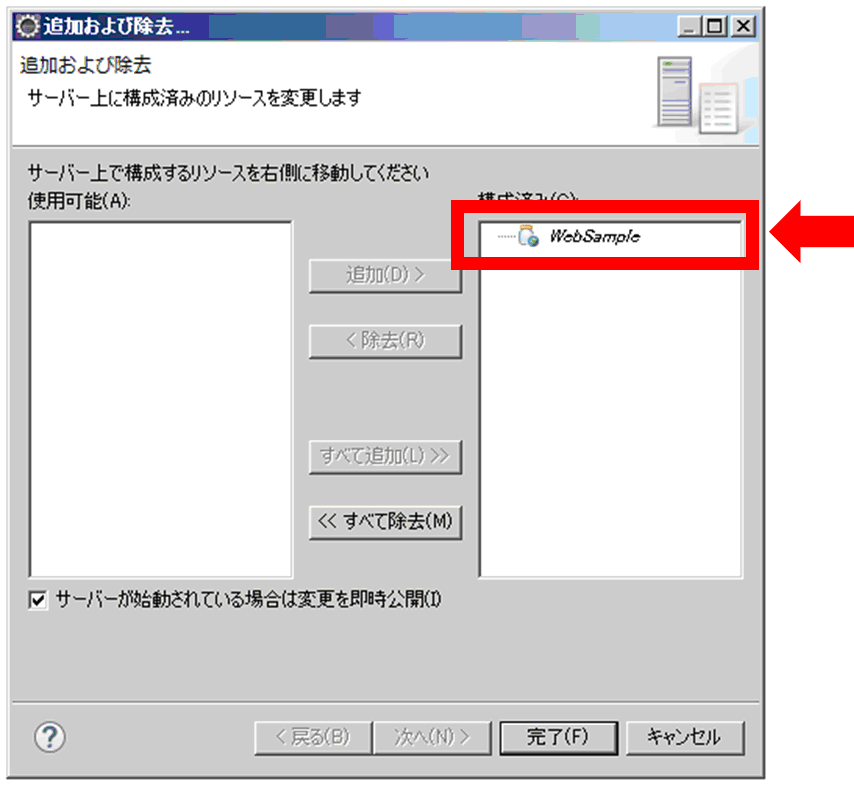 追加および除去...
追加および除去
サーバー上に構成済みのリソースを変更します
サーバー上で構成するリソースを右側に移動してください
使用可能(A):
構成済み(C):
WebSample
追加(D) >
< 除去(R)
すべて追加(L) >>
<< すべて除去(M)
サーバーが始動されている場合は変更を即時公開(I)
?
< 戻る(B)
次へ(N) >
完了(F)
キャンセル